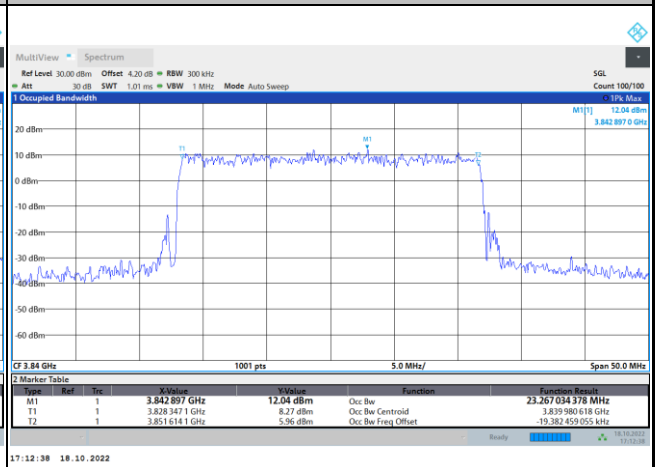 MultiView Spectrum
Ref Level 30.00 dBm Offset 4.20 dB RBW 300 kHz SGL
Att 30 dB SWT 1.01 ms VBW 1 MHz Mode Auto Sweep Count 100/100
1 Occupied Bandwidth 1Pk Max
M1[1] 12.04 dBm
3.842 897 0 GHz
20 dBm
M1
T1
T2
10 dBm
0 dBm
-10 dBm
-20 dBm
-30 dBm
-40 dBm
-50 dBm
-60 dBm
CF 3.84 GHz 1001 pts 5.0 MHz/ Span 50.0 MHz
2 Marker Table
Type Ref Trc X-Value Y-Value Function Function Result
M1 1 3.842 897 GHz 12.04 dBm Occ Bw 23.267 034 378 MHz
T1 1 3.828 347 1 GHz 8.27 dBm Occ Bw Centroid 3.839 980 618 GHz
T2 1 3.851 614 1 GHz 5.96 dBm Occ Bw Freq Offset -19.382 459 055 kHz
Ready 18.10.2022
17:12:38
17:12:38 18.10.2022